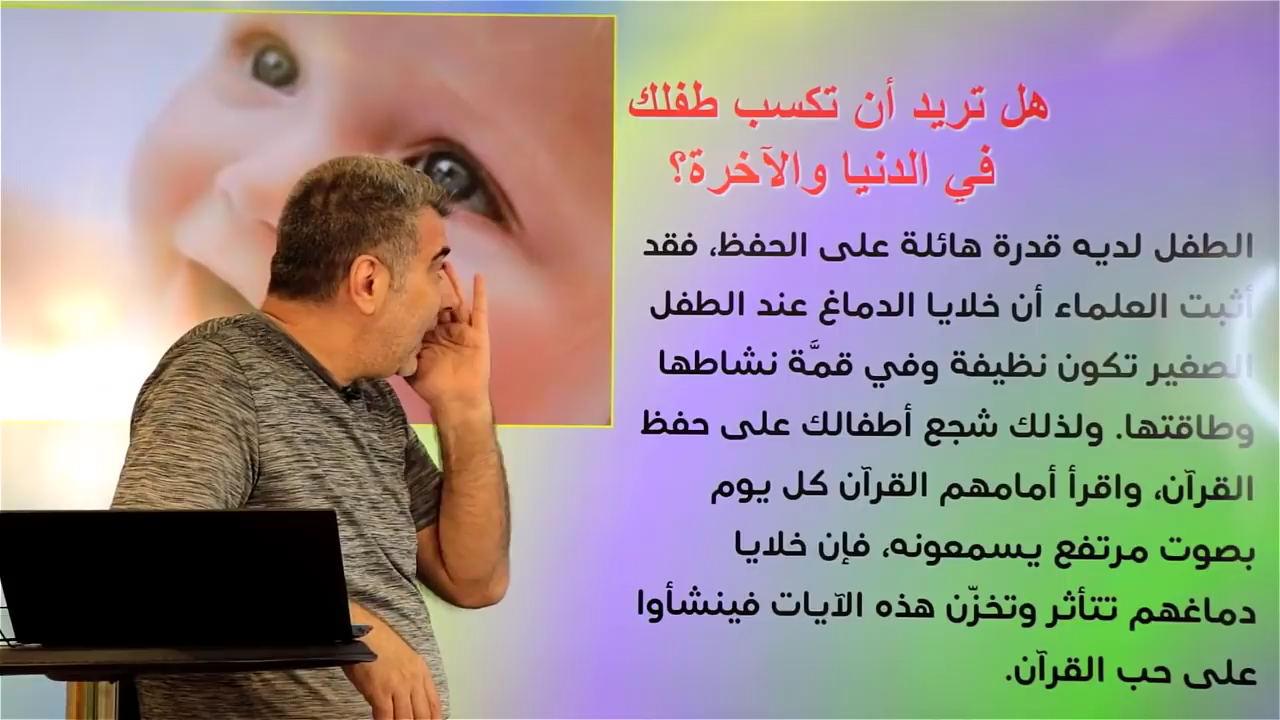 هل تريد أن تكسب طفلك
في الدنيا والآخرة؟
الطفل لديه قدرة هائلة على الحفظ، فقد
أثبت العلماء أن خلايا الدماغ عند الطفل
الصغير تكون نظيفة وفي قمَّة نشاطها
وطاقتها. ولذلك شجع أطفالك على حفظ
القرآن، واقرأ أمامهم القرآن كل يوم
بصوت مرتفع يسمعونه، فإن خلايا
دماغهم تتأثر وتخزّن هذه الآيات فينشأوا
على حب القرآن.